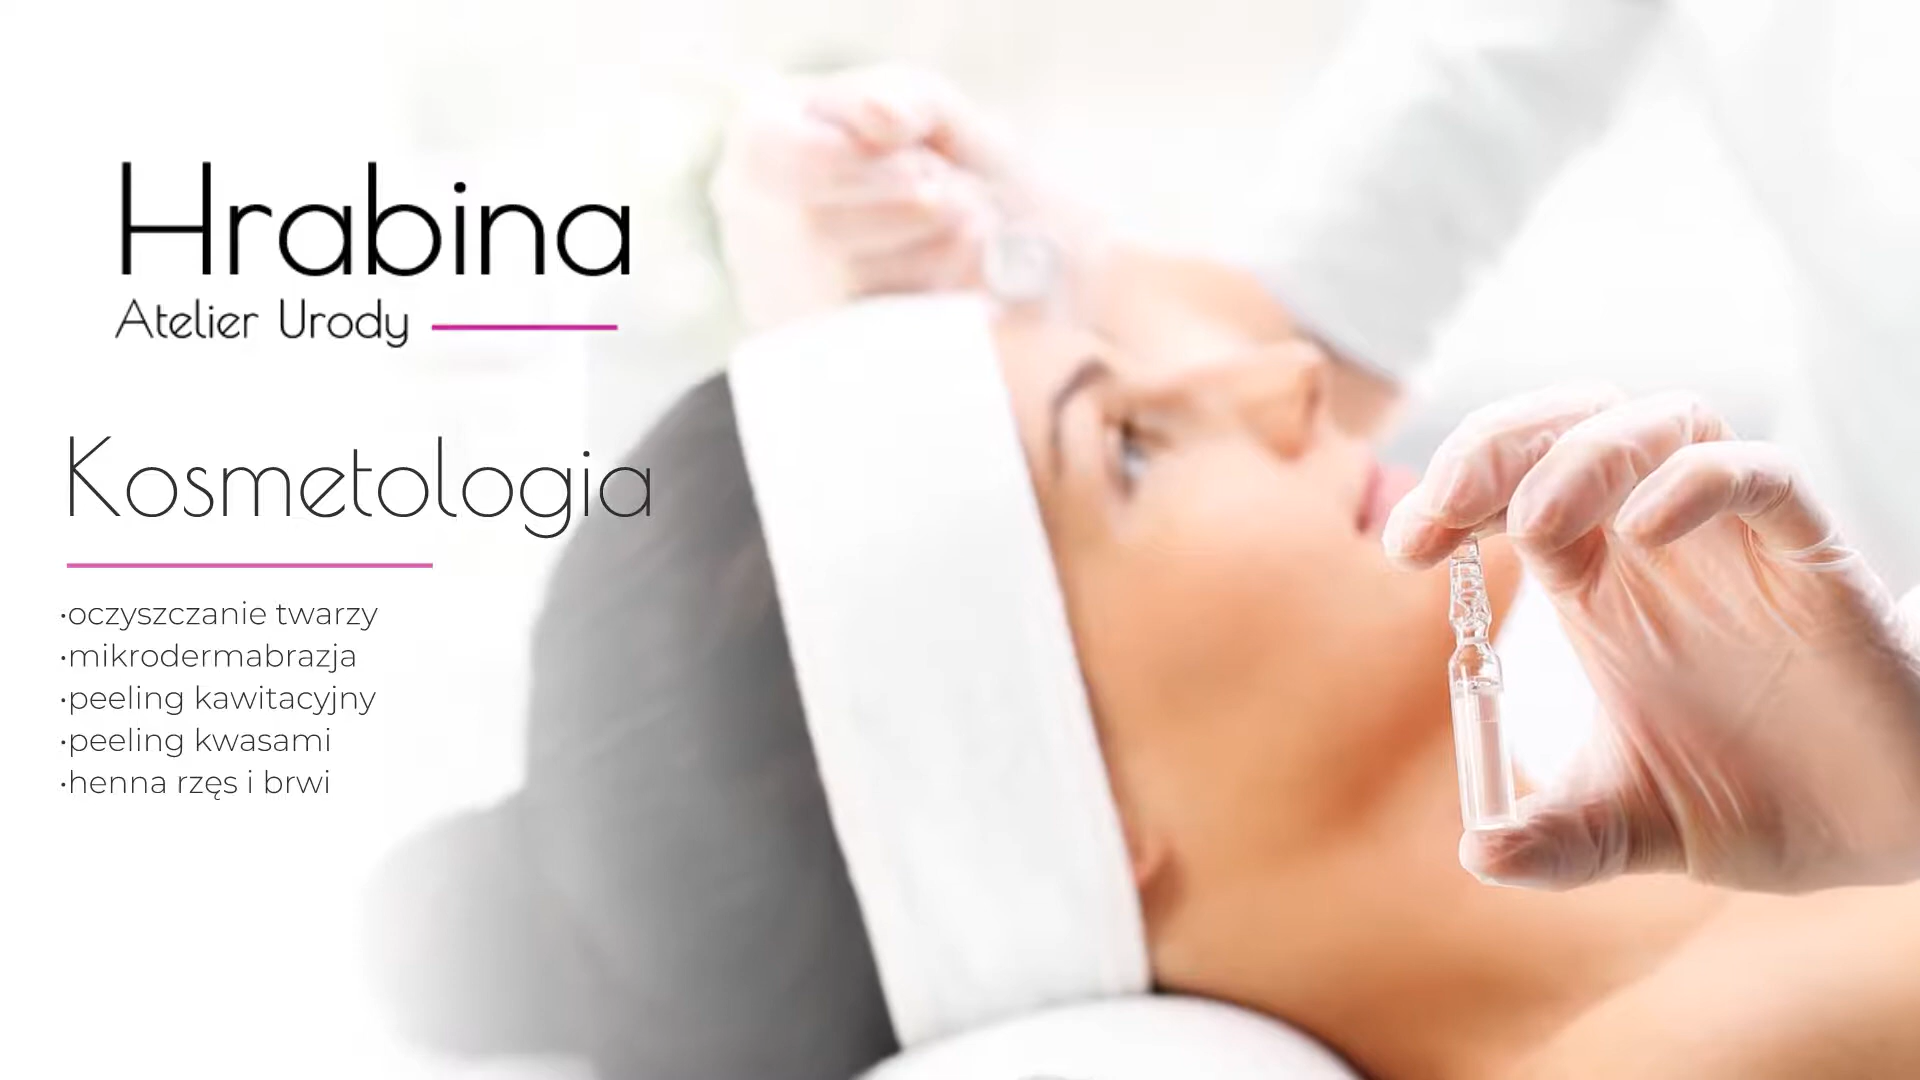 Hrabina
Atelier Urody
Kosmetologia
·oczyszczanie twarzy
·mikrodermabrazja
·peeling kawitacyjny
·peeling kwasami
·henna rzęs i brwi